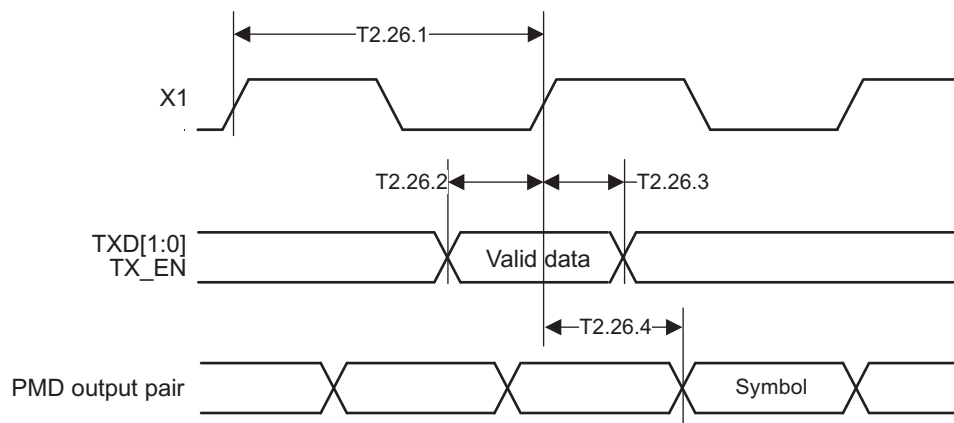 T2.26.1
X1
T2.26.2
T2.26.3
TXD[1:0]
TX_EN
Valid data
T2.26.4
PMD output pair
Symbol